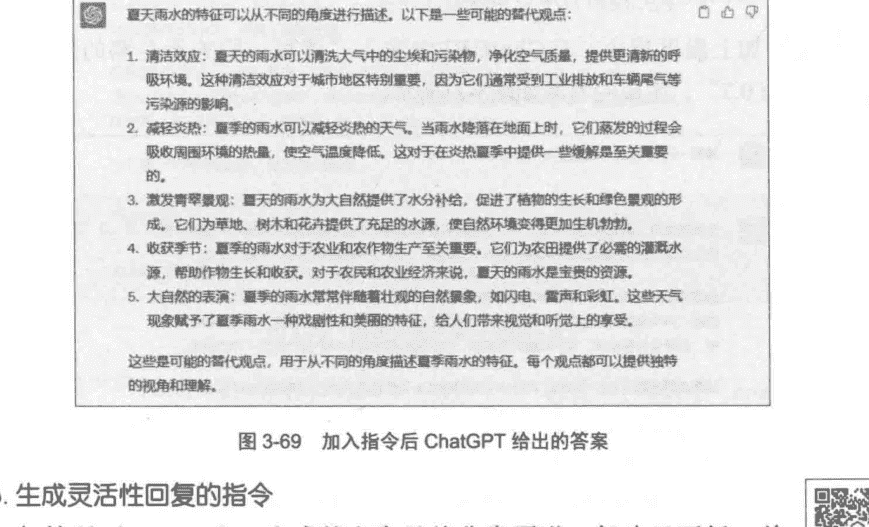 夏天雨水的特征可以从不同的角度进行描述。以下是一些可能的替代观点：
1. 清洁效应：夏天的雨水可以清洗大气中的尘埃和污染物，净化空气质量，提供更清新的呼
吸环境。这种清洁效应对于城市地区特别重要，因为它们通常受到工业排放和车辆尾气等
污染源的影响。
2. 减轻炎热：夏季的雨水可以减轻炎热的天气。当雨水降落在地面上时，它们蒸发的过程会
吸收周围环境的热量，使空气温度降低。这对于在炎热夏季中提供一些缓解是至关重要
的。
3. 激发青翠景观：夏天的雨水为大自然提供了水分补给，促进了植物的生长和绿色景观的形
成。它们为草地、树木和花卉提供了充足的水源，使自然环境变得更加生机勃勃。
4. 收获季节：夏季的雨水对于农业和农作物生产至关重要。它们为农田提供了必需的灌溉水
源，帮助作物生长和收获。对于农民和农业经济来说，夏天的雨水是宝贵的资源。
5. 大自然的表演：夏季的雨水常常伴随着壮观的自然景象，如闪电、雷声和彩虹。这些天气
现象赋予了夏季雨水一种戏剧性和美丽的特征，给人们带来视觉和听觉上的享受。
这些是可能的替代观点，用于从不同的角度描述夏季雨水的特征。每个观点都可以提供独特
的视角和理解。
图 3-69 加入指令后 ChatGPT 给出的答案
. 生成灵活性回复的指令